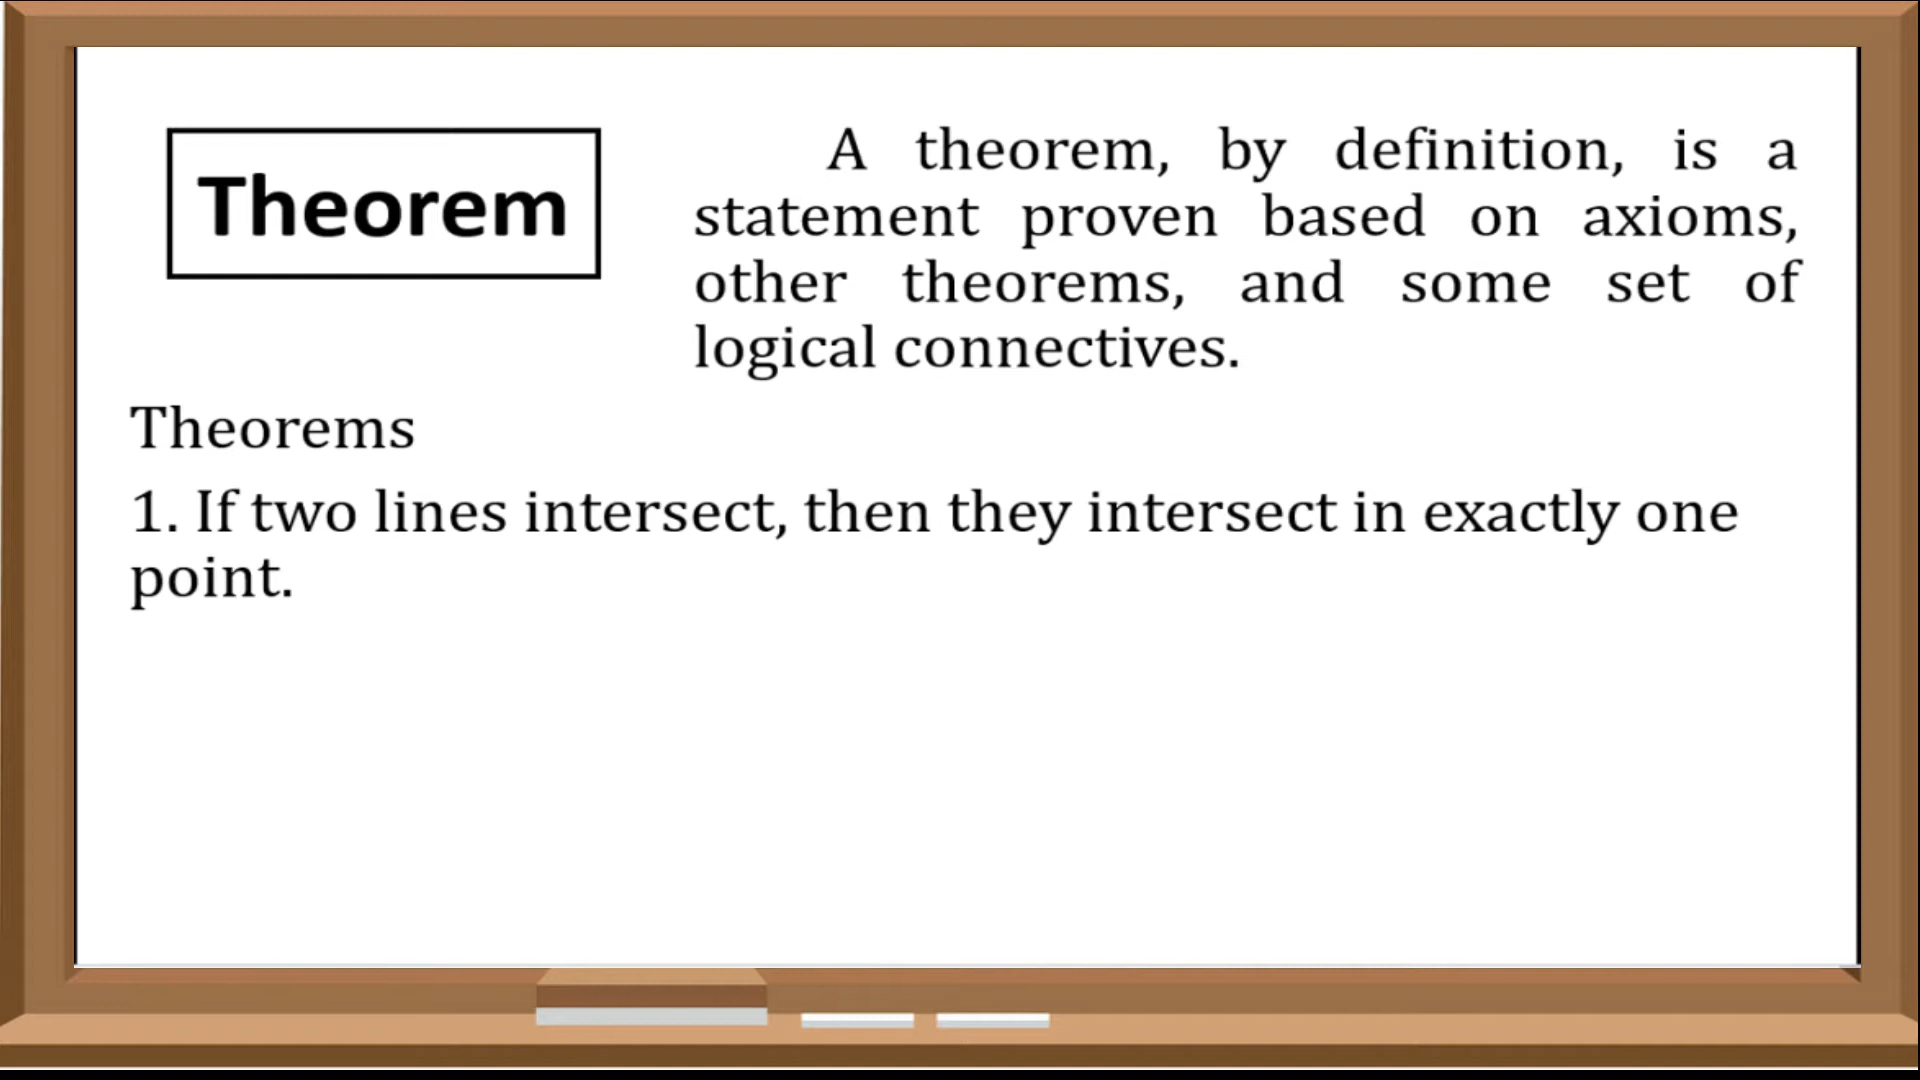 Theorem
A theorem, by definition, is a
statement proven based on axioms,
other theorems, and some set of
logical connectives.
Theorems
1. If two lines intersect, then they intersect in exactly one
point.